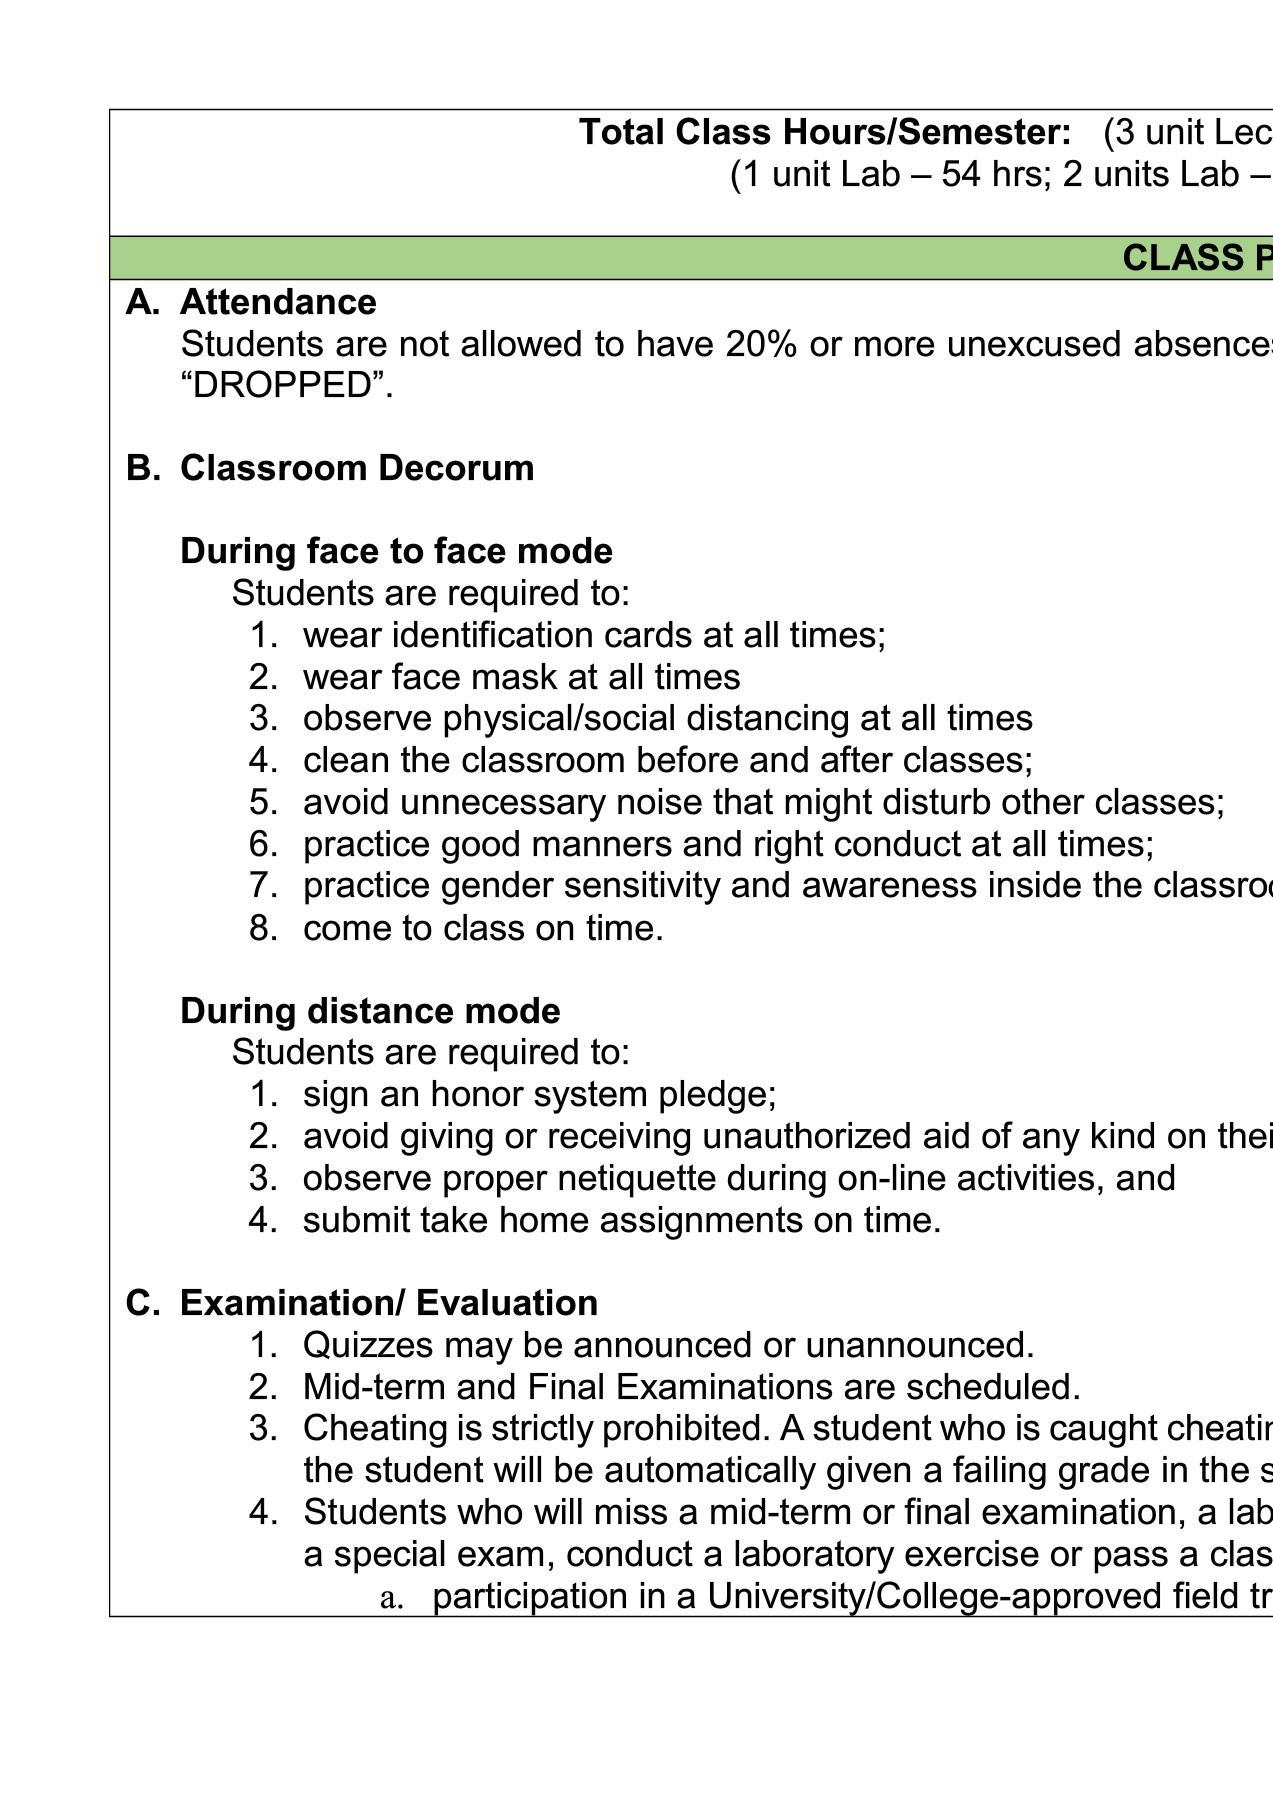 Total Class Hours/Semester: (3 unit Lec
(1 unit Lab – 54 hrs; 2 units Lab –
CLASS P
A. Attendance
Students are not allowed to have 20% or more unexcused absences
“DROPPED”.
B. Classroom Decorum
During face to face mode
Students are required to:
1. wear identification cards at all times;
2. wear face mask at all times
3. observe physical/social distancing at all times
4. clean the classroom before and after classes;
5. avoid unnecessary noise that might disturb other classes;
6. practice good manners and right conduct at all times;
7. practice gender sensitivity and awareness inside the classroo
8. come to class on time.
During distance mode
Students are required to:
1. sign an honor system pledge;
2. avoid giving or receiving unauthorized aid of any kind on thei
3. observe proper netiquette during on-line activities, and
4. submit take home assignments on time.
C. Examination/ Evaluation
1. Quizzes may be announced or unannounced.
2. Mid-term and Final Examinations are scheduled.
3. Cheating is strictly prohibited. A student who is caught cheatin
the student will be automatically given a failing grade in the s
4. Students who will miss a mid-term or final examination, a lab
a special exam, conduct a laboratory exercise or pass a clas
a. participation in a University/College-approved field tr